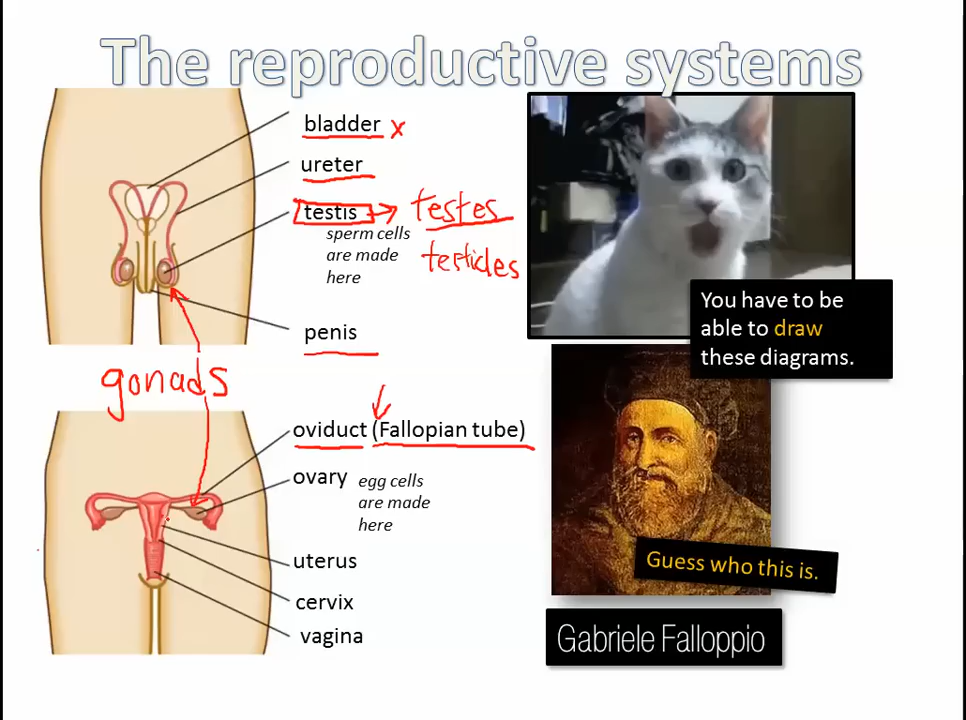 The reproductive systems
bladder x
ureter
testis → testes
sperm cells
are made
here
testicles
penis
gonads
oviduct (Fallopian tube)
ovary
egg cells
are made
here
uterus
cervix
vagina
You have to be
able to draw
these diagrams.
Guess who this is.
Gabriele Falloppio